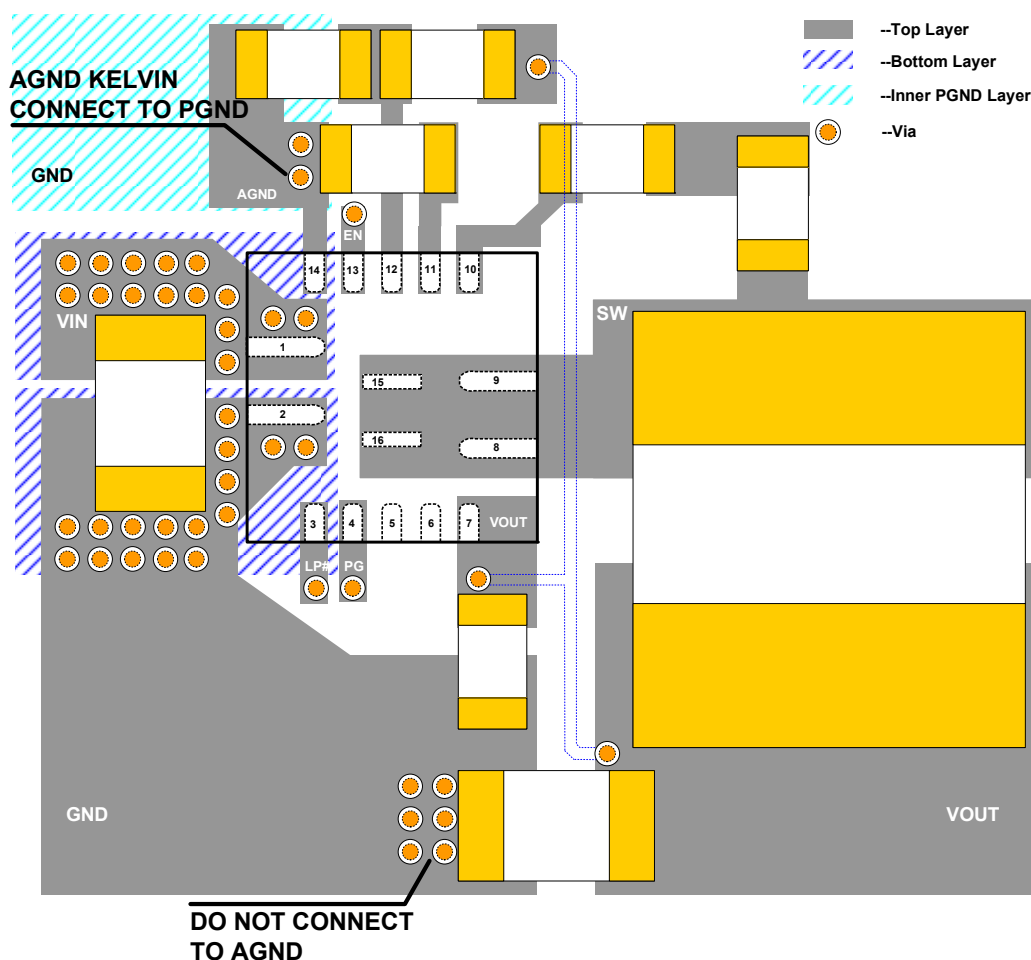 --Top Layer
--Bottom Layer
--Inner PGND Layer
--Via
AGND KELVIN
CONNECT TO PGND
GND
AGND
EN
14
13
12
11
10
VIN
SW
1
15
9
2
16
8
3
4
5
6
7
VOUT
LP#
PG
GND
VOUT
DO NOT CONNECT
TO AGND